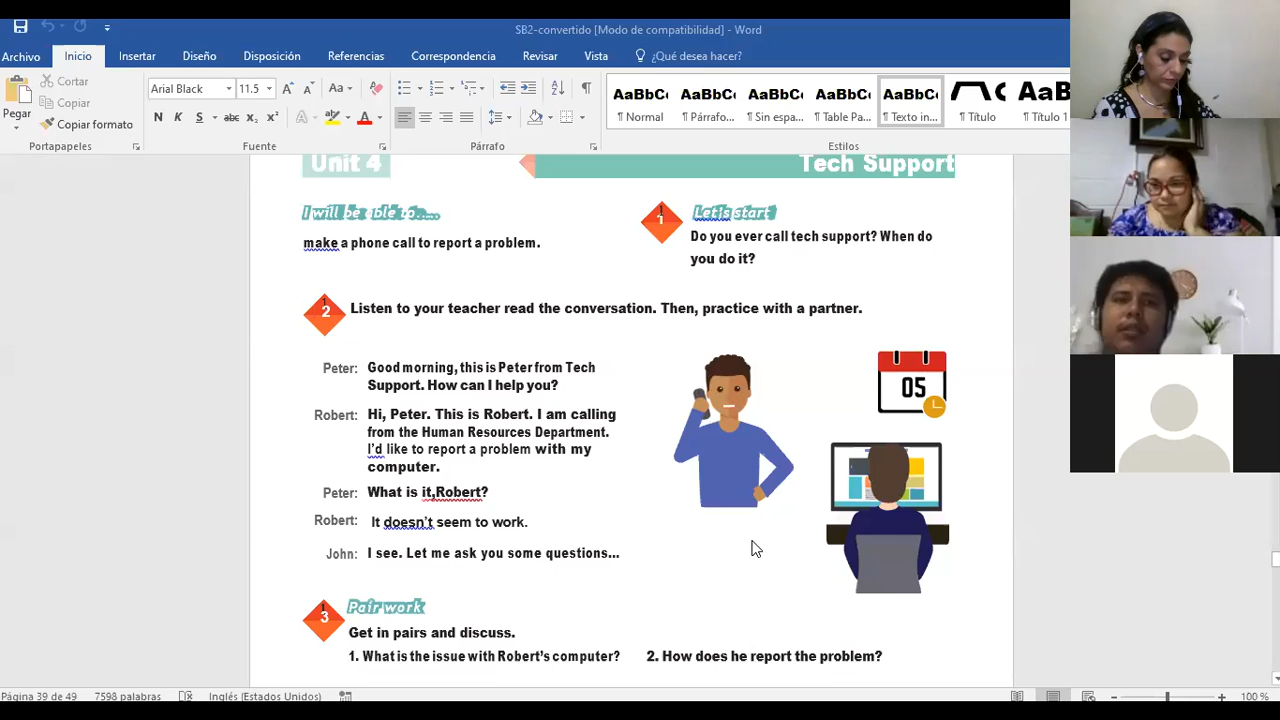 SB2-convertido [Modo de compatibilidad] - Word
Archivo Inicio Insertar Diseño Disposición Referencias Correspondencia Revisar Vista ¿Qué desea hacer?
Pegar
Cortar
Copiar
Copiar formato
Portapapeles
Arial Black 11.5
Aa
N K S abc x₂ x²
Fuente
Párrafo
AaBbCc AaBbCc AaBbCc AaBbCc AaBbCc
¶ Normal ¶ Párrafo... ¶ Sin espa... ¶ Table Pa... ¶ Texto in... ¶ Título ¶ Título 1
Estilos
Unit 4
Tech Support
I will be able to....
make a phone call to report a problem.
1
Let's start
Do you ever call tech support? When do
you do it?
2
Listen to your teacher read the conversation. Then, practice with a partner.
Peter: Good morning, this is Peter from Tech
Support. How can I help you?
Robert: Hi, Peter. This is Robert. I am calling
from the Human Resources Department.
I'd like to report a problem with my
computer.
Peter: What is it,Robert?
Robert: It doesn't seem to work.
John: I see. Let me ask you some questions...
05
3
Pair work
Get in pairs and discuss.
1. What is the issue with Robert's computer?
2. How does he report the problem?
Página 39 de 49 7598 palabras Inglés (Estados Unidos) 100 %